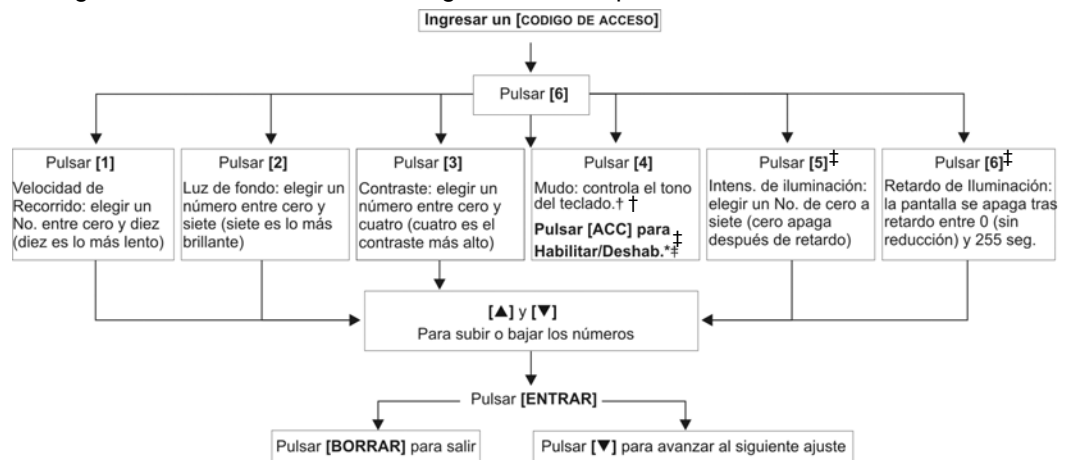 Ingresar un [CODIGO DE ACCESO]
Pulsar [6]
Pulsar [1]
Velocidad de
Recorrido: elegir un
No. entre cero y diez
(diez es lo más lento)
Pulsar [2]
Luz de fondo: elegir un
número entre cero y
siete (siete es lo más
brillante)
Pulsar [3]
Contraste: elegir un
número entre cero y
cuatro (cuatro es el
contraste más alto)
Pulsar [4]
Mudo: controla el tono
del teclado.† †
Pulsar [ACC] para ‡
Habilitar/Deshab.*‡
Pulsar [5]‡
Intens. de iluminación:
elegir un No. de cero a
siete (cero apaga
después de retardo)
Pulsar [6]‡
Retardo de Iluminación:
la pantalla se apaga tras
retardo entre 0 (sin
reducción) y 255 seg.
[▲] y [▼]
Para subir o bajar los números
Pulsar [ENTRAR]
Pulsar [BORRAR] para salir
Pulsar [▼] para avanzar al siguiente ajuste